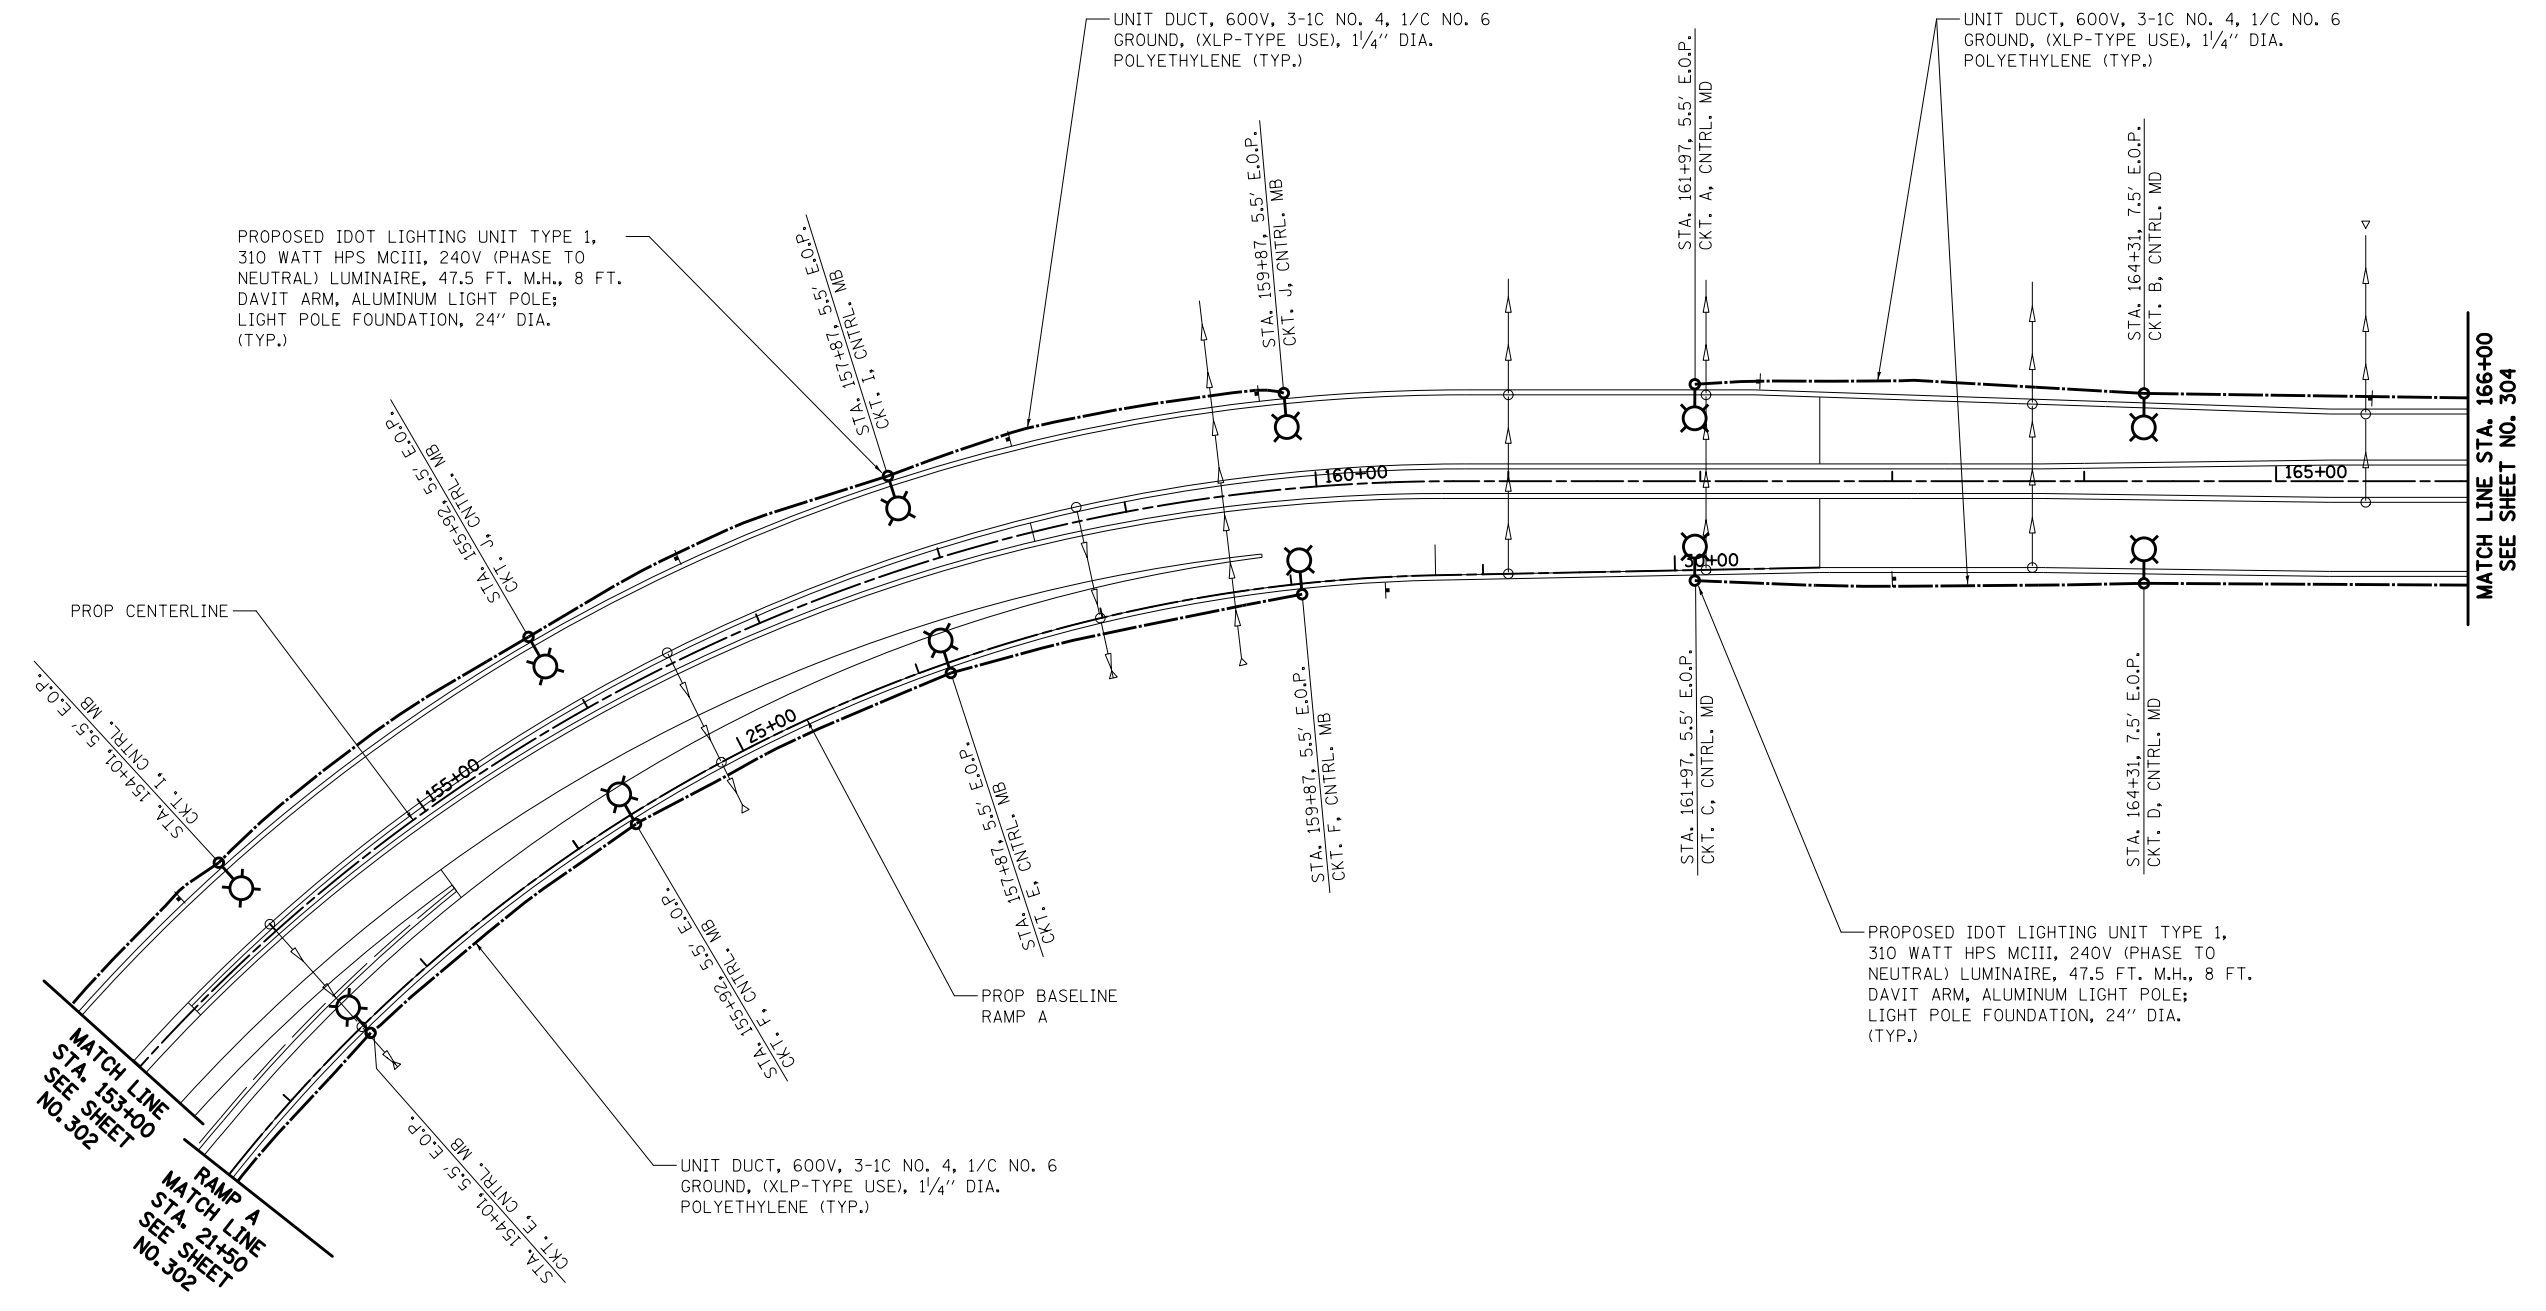 UNIT DUCT, 600V, 3-1C NO. 4, 1/C NO. 6
GROUND, (XLP-TYPE USE), 1 1/4" DIA.
POLYETHYLENE (TYP.)
UNIT DUCT, 600V, 3-1C NO. 4, 1/C NO. 6
GROUND, (XLP-TYPE USE), 1 1/4" DIA.
POLYETHYLENE (TYP.)
PROPOSED IDOT LIGHTING UNIT TYPE 1,
310 WATT HPS MCIII, 240V (PHASE TO
NEUTRAL) LUMINAIRE, 47.5 FT. M.H., 8 FT.
DAVIT ARM, ALUMINUM LIGHT POLE;
LIGHT POLE FOUNDATION, 24" DIA.
(TYP.)
STA. 154+01, 5.5' E.O.P.
CKT. I, CNTRL. MB
STA. 155+92, 5.5' E.O.P.
CKT. J, CNTRL. MB
STA. 157+87, 5.5' E.O.P.
CKT. I, CNTRL. MB
STA. 159+87, 5.5' E.O.P.
CKT. J, CNTRL. MB
STA. 161+97, 5.5' E.O.P.
CKT. A, CNTRL. MD
STA. 164+31, 7.5' E.O.P.
CKT. B, CNTRL. MD
PROP CENTERLINE
155+00
160+00
165+00
25+00
30+00
MATCH LINE STA. 166+00
SEE SHEET NO. 304
STA. 154+01, 5.5' E.O.P.
CKT. E, CNTRL. MB
STA. 155+92, 5.5' E.O.P.
CKT. F, CNTRL. MB
STA. 157+87, 5.5' E.O.P.
CKT. E, CNTRL. MB
STA. 159+87, 5.5' E.O.P.
CKT. F, CNTRL. MB
STA. 161+97, 5.5' E.O.P.
CKT. C, CNTRL. MD
STA. 164+31, 7.5' E.O.P.
CKT. D, CNTRL. MD
PROP BASELINE
RAMP A
PROPOSED IDOT LIGHTING UNIT TYPE 1,
310 WATT HPS MCIII, 240V (PHASE TO
NEUTRAL) LUMINAIRE, 47.5 FT. M.H., 8 FT.
DAVIT ARM, ALUMINUM LIGHT POLE;
LIGHT POLE FOUNDATION, 24" DIA.
(TYP.)
MATCH LINE
STA. 153+00
SEE SHEET
NO. 302
RAMP A
MATCH LINE
STA. 21+50
SEE SHEET
NO. 302
UNIT DUCT, 600V, 3-1C NO. 4, 1/C NO. 6
GROUND, (XLP-TYPE USE), 1 1/4" DIA.
POLYETHYLENE (TYP.)